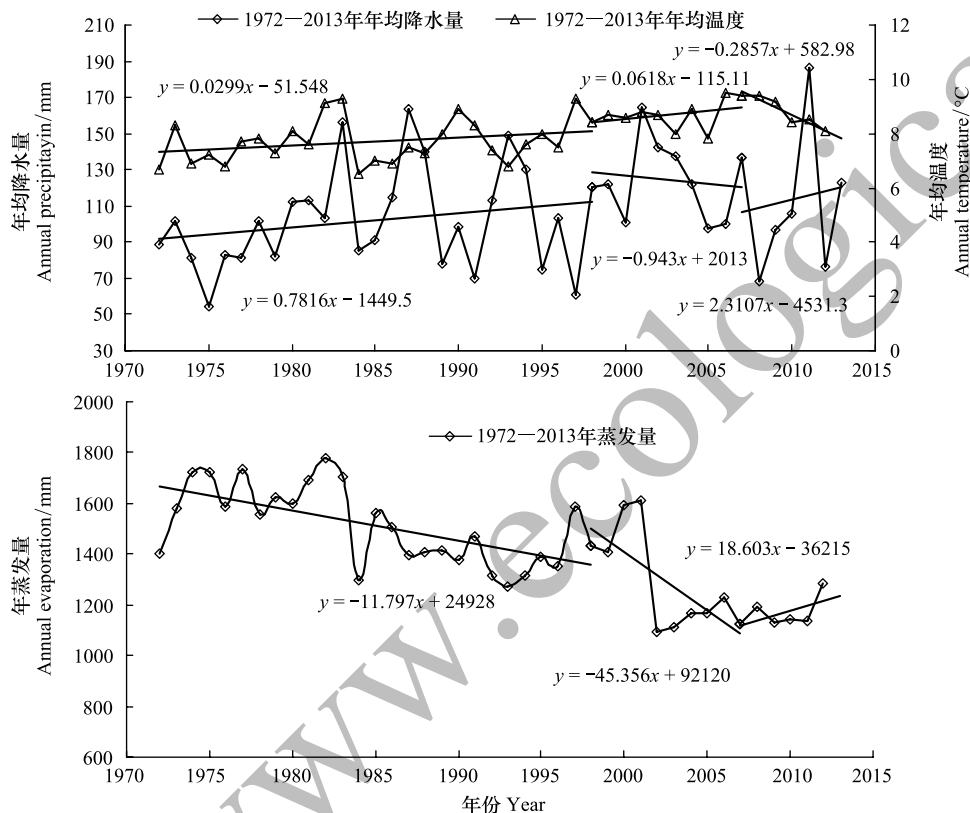 1972—2013年年均降水量 1972—2013年年均温度
210 12
190 10
170 8
150 6
130 4
110 2
90 0
70
50
30
y = −0.2857x + 582.98
y = 0.0299x − 51.548
y = 0.0618x − 115.11
y = −0.943x + 2013
y = 0.7816x − 1449.5
y = 2.3107x − 4531.3
年均降水量
Annual precipitayin/mm
年均温度
Annual temperature/°C
1970 1975 1980 1985 1990 1995 2000 2005 2010 2015
2000
1800
1600
1400
1200
1000
800
600
1972—2013年蒸发量
y = 18.603x − 36215
y = −11.797x + 24928
y = −45.356x + 92120
年蒸发量
Annual evaporation/mm
1970 1975 1980 1985 1990 1995 2000 2005 2010 2015
年份 Year
www.ecologic